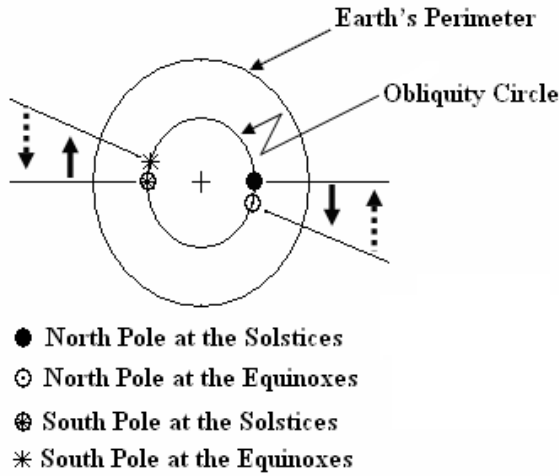 Earth's Perimeter
Obliquity Circle
North Pole at the Solstices
North Pole at the Equinoxes
South Pole at the Solstices
South Pole at the Equinoxes